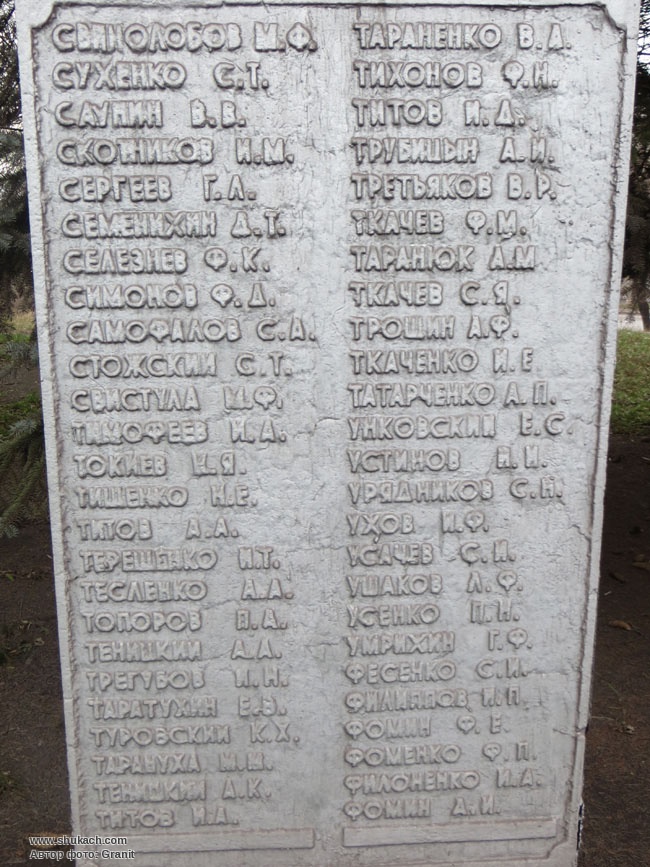 СВИНОЛОБОВ М.Ф.
СУХЕНКО С.Т.
САУПИН В.В.
СКОТНИКОВ И.М.
СЕРГЕЕВ Г.Л.
СЕМЕНИХИН Д.Т.
СЕЛЕЗНЕВ Ф.К.
СИМОНОВ Ф.Д.
САМОФАЛОВ С.А.
СТОЖСКИЙ С.Т.
СВИСТУЛА
ТИМОФЕЕВ И.А.
ТОКИЕВ
ТИЩЕНКО Н.Е.
ТИТОВ А.А.
ТЕРЕЩЕНКО И.Т.
ТЕСЛЕНКО А.А.
ТОПОРОВ
ТЕНИЦКИЙ А.А.
ТРЕГУБОВ
ТАРАТУХИН
ТУРОВСКИЙ К.Х.
ТАРАНУХА М.М.
ТЕНИЦКИЙ Д.К.
ТИТОВ И.А.
ТАРАНЕНКО В.А.
ТИХОНОВ Ф.Н.
ТИТОВ И.Д.
ТРУБИЦЫН А.И.
ТРЕТЬЯКОВ В.Р.
ТКАЧЕВ Ф.М.
ТАРАНЮК А.М
ТКАЧЕВ С.Я.
ТРОШИН А.Ф.
ТКАЧЕНКО И.Е.
ТАТАРЧЕНКО А.П.
УНКОВСКИЙ Е.С.
УСТИНОВ
УРЯДНИКОВ С.Н.
УХОВ И.Ф.
УСАЧЕВ С.И.
УШАКОВ Л.Ф.
УСЕНКО П.Н.
УМРИХИН Г.Ф.
ФЕСЕНКО С.И.
ФИЛИППОВ И.П.
ФОМИН Ф.Е.
ФОМЕНКО Ф.П.
ФИЛОНЕНКО И.А.
ФОМИН Д.И.
www.shukach.com
Автор фото: Granit